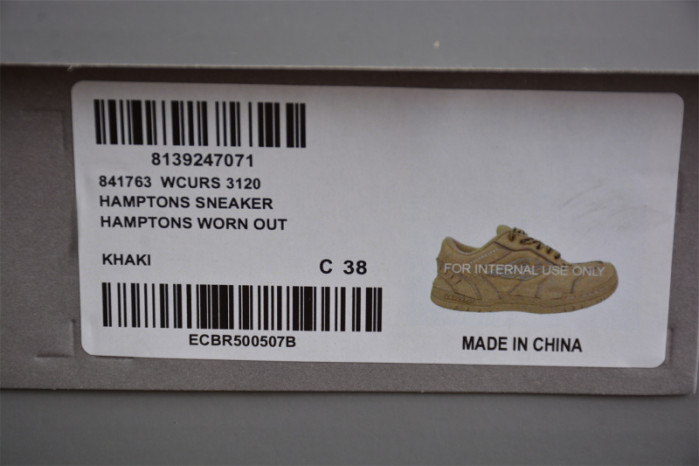 8139247071
841763 WCURS 3120
HAMPTONS SNEAKER
HAMPTONS WORN OUT
KHAKI
C 38
ECBR500507B
FOR INTERNAL USE ONLY
MADE IN CHINA